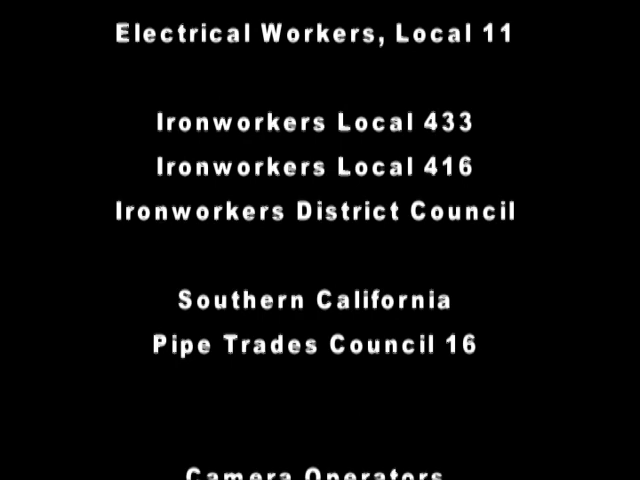 Electrical Workers, Local 11
Ironworkers Local 433
Ironworkers Local 416
Ironworkers District Council
Southern California
Pipe Trades Council 16
Camera Operators